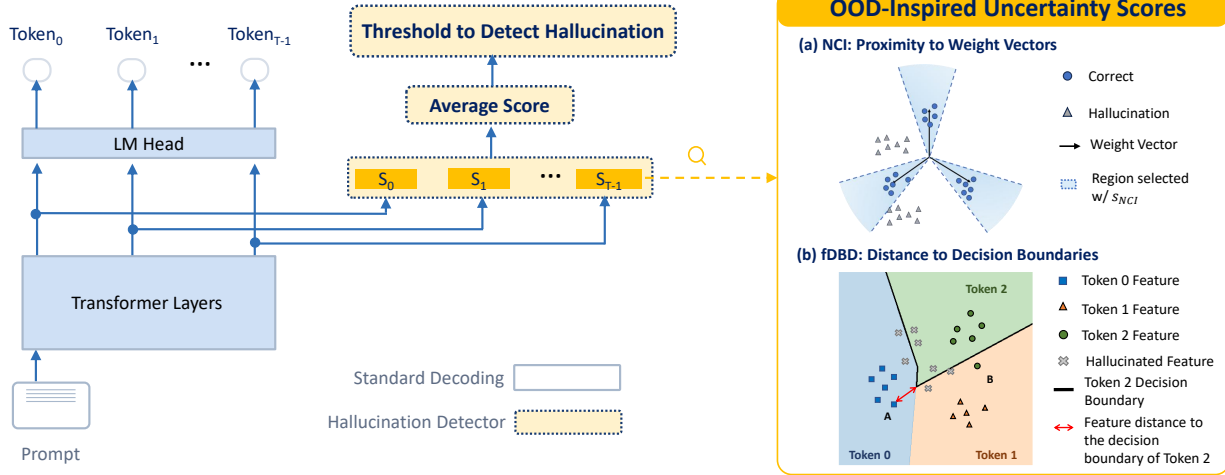 Token0
Token1
...
TokenT-1
LM Head
Transformer Layers
Prompt
Threshold to Detect Hallucination
Average Score
S0
S1
...
ST-1
Standard Decoding
Hallucination Detector
OOD-Inspired Uncertainty Scores
(a) NCI: Proximity to Weight Vectors
Correct
Hallucination
Weight Vector
Region selected
w/ sNCI
(b) fDBD: Distance to Decision Boundaries
Token 2
B
A
Token 0
Token 1
Token 0 Feature
Token 1 Feature
Token 2 Feature
Hallucinated Feature
Token 2 Decision
Boundary
Feature distance to
the decision
boundary of Token 2